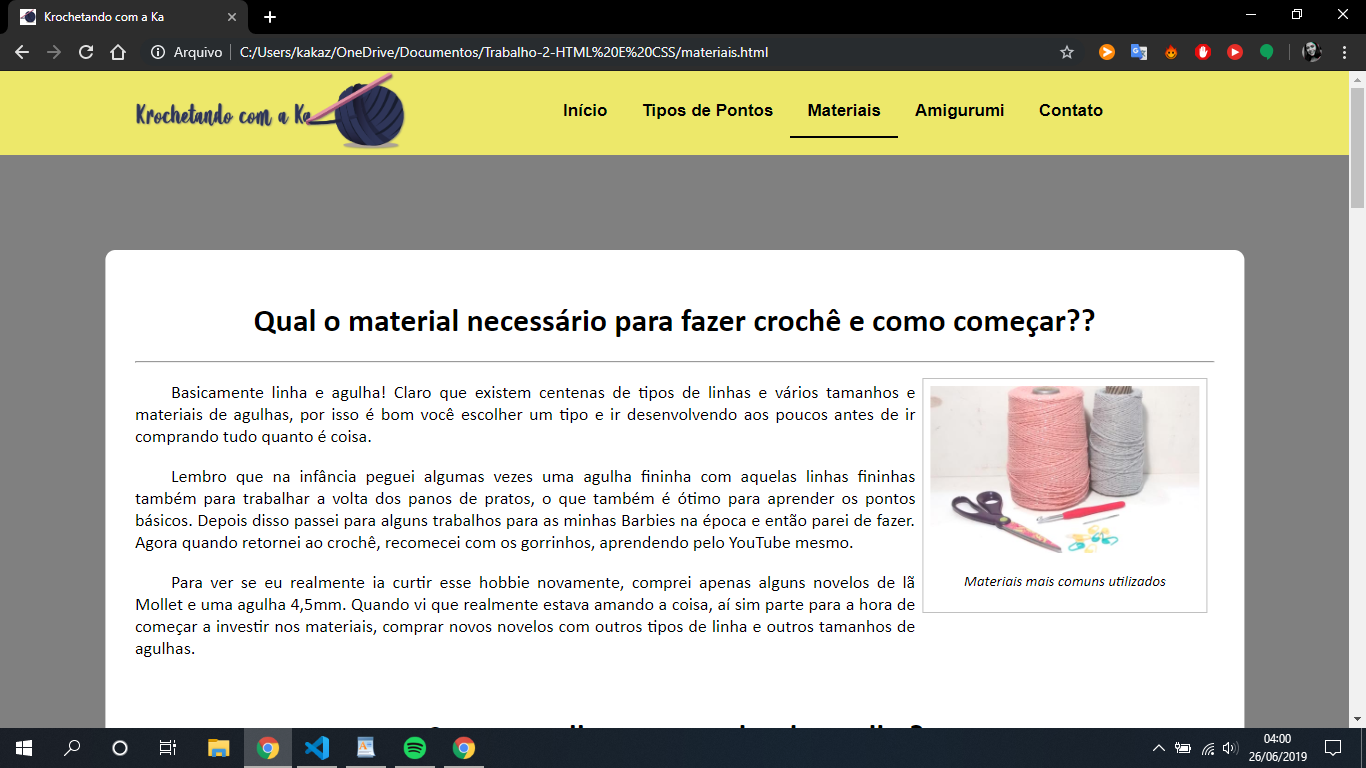 Krochetando com a Ka
Arquivo
C:/Users/kakaz/OneDrive/Documentos/Trabalho-2-HTML%20E%20CSS/materiais.html
Krochetando com a Ka
Início
Tipos de Pontos
Materiais
Amigurumi
Contato
Qual o material necessário para fazer crochê e como começar??
Basicamente linha e agulha! Claro que existem centenas de tipos de linhas e vários tamanhos e
materiais de agulhas, por isso é bom você escolher um tipo e ir desenvolvendo aos poucos antes de ir
comprando tudo quanto é coisa.
Lembro que na infância peguei algumas vezes uma agulha fininha com aquelas linhas fininhas
também para trabalhar a volta dos panos de pratos, o que também é ótimo para aprender os pontos
básicos. Depois disso passei para alguns trabalhos para as minhas Barbies na época e então parei de fazer.
Agora quando retornei ao crochê, recomecei com os gorrinhos, aprendendo pelo YouTube mesmo.
Para ver se eu realmente ia curtir esse hobbie novamente, comprei apenas alguns novelos de lã
Mollet e uma agulha 4,5mm. Quando vi que realmente estava amando a coisa, aí sim parte para a hora de
começar a investir nos materiais, comprar novos novelos com outros tipos de linha e outros tamanhos de
agulhas.
Materiais mais comuns utilizados
04:00
26/06/2019